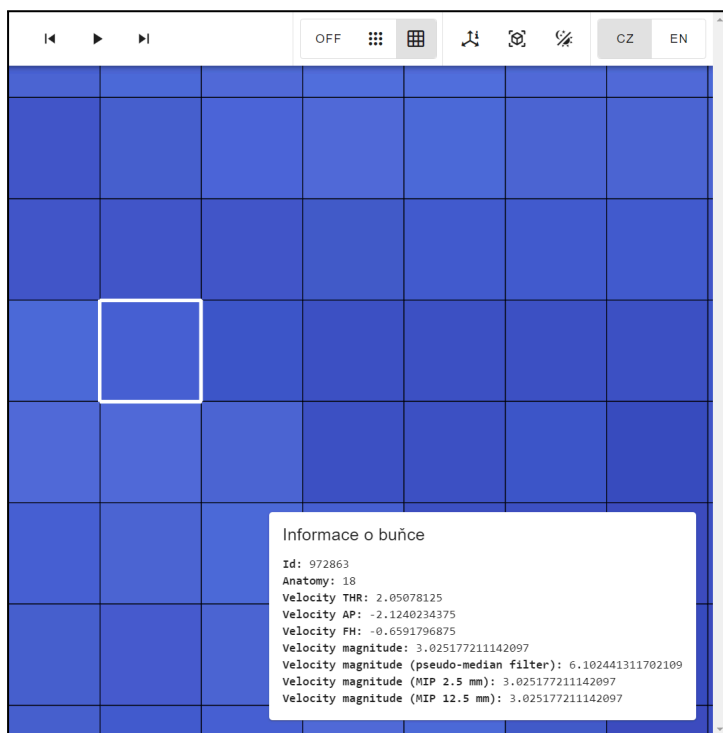 OFF CZ EN
Informace o buňce
Id: 972863
Anatomy: 18
Velocity THR: 2.05078125
Velocity AP: -2.1240234375
Velocity FH: -0.6591796875
Velocity magnitude: 3.025177211142097
Velocity magnitude (pseudo-median filter): 6.102441311702109
Velocity magnitude (MIP 2.5 mm): 3.025177211142097
Velocity magnitude (MIP 12.5 mm): 3.025177211142097